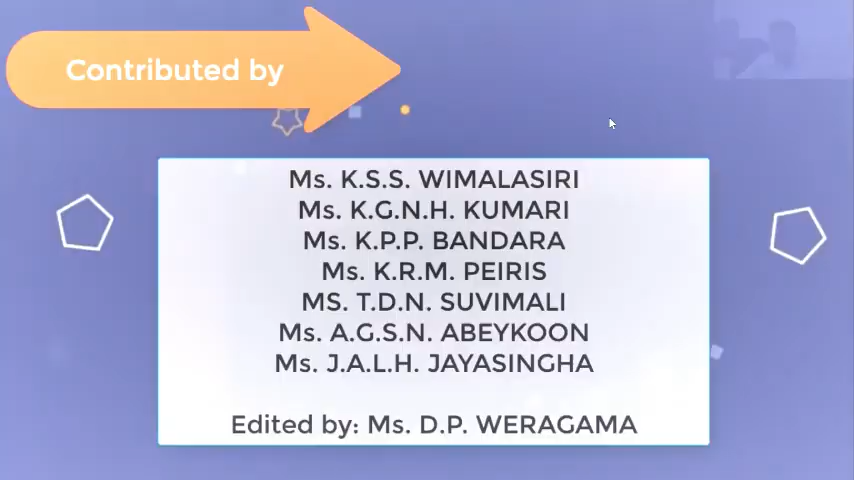 Contributed by
Ms. K.S.S. WIMALASIRI
Ms. K.G.N.H. KUMARI
Ms. K.P.P. BANDARA
Ms. K.R.M. PEIRIS
MS. T.D.N. SUVIMALI
Ms. A.G.S.N. ABEYKOON
Ms. J.A.L.H. JAYASINGHA
Edited by: Ms. D.P. WERAGAMA